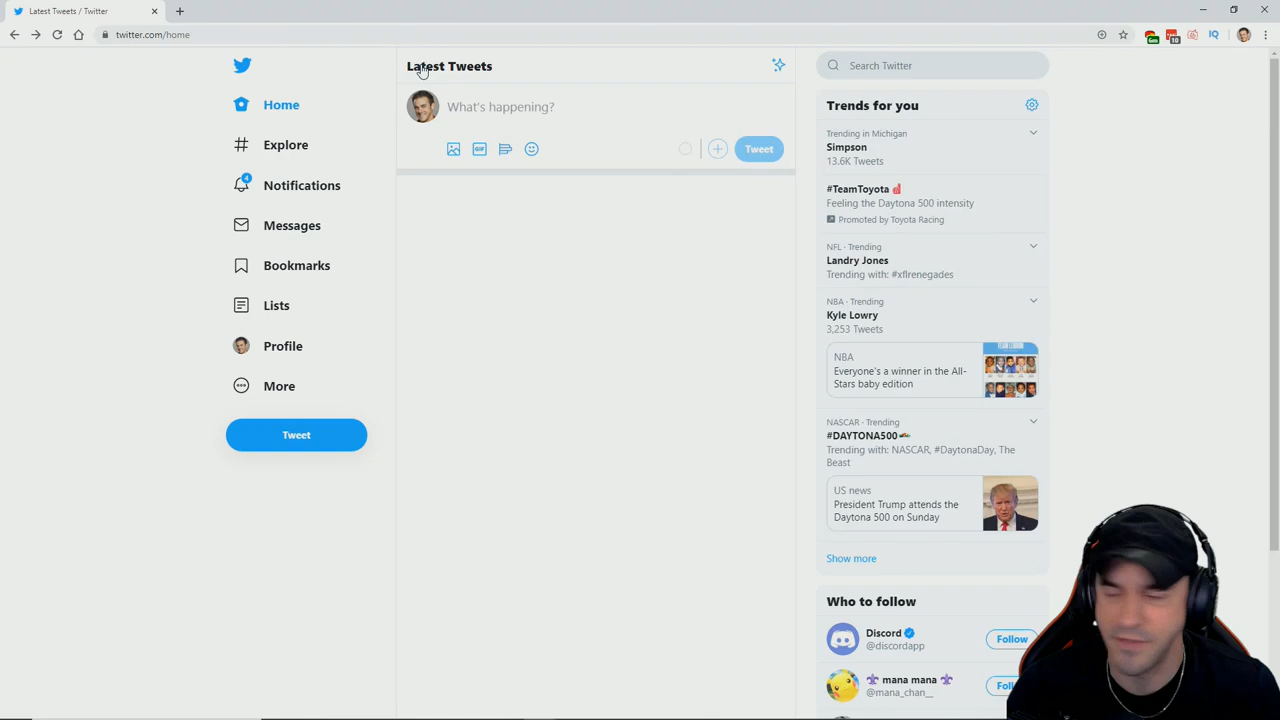 Latest Tweets / Twitter
twitter.com/home
6m
10
IQ
Home
Explore
4
Notifications
Messages
Bookmarks
Lists
Profile
More
Tweet
Latest Tweets
What's happening?
GIF
Tweet
Search Twitter
Trends for you
Trending in Michigan
Simpson
13.6K Tweets
#TeamToyota
Feeling the Daytona 500 intensity
Promoted by Toyota Racing
NFL · Trending
Landry Jones
Trending with: #xflrenegades
NBA · Trending
Kyle Lowry
3,253 Tweets
NBA
Everyone's a winner in the All-
Stars baby edition
NASCAR · Trending
#DAYTONA500
Trending with: NASCAR, #DaytonaDay, The
Beast
US news
President Trump attends the
Daytona 500 on Sunday
Show more
Who to follow
Discord
@discordapp
Follow
mana mana
@mana_chan__